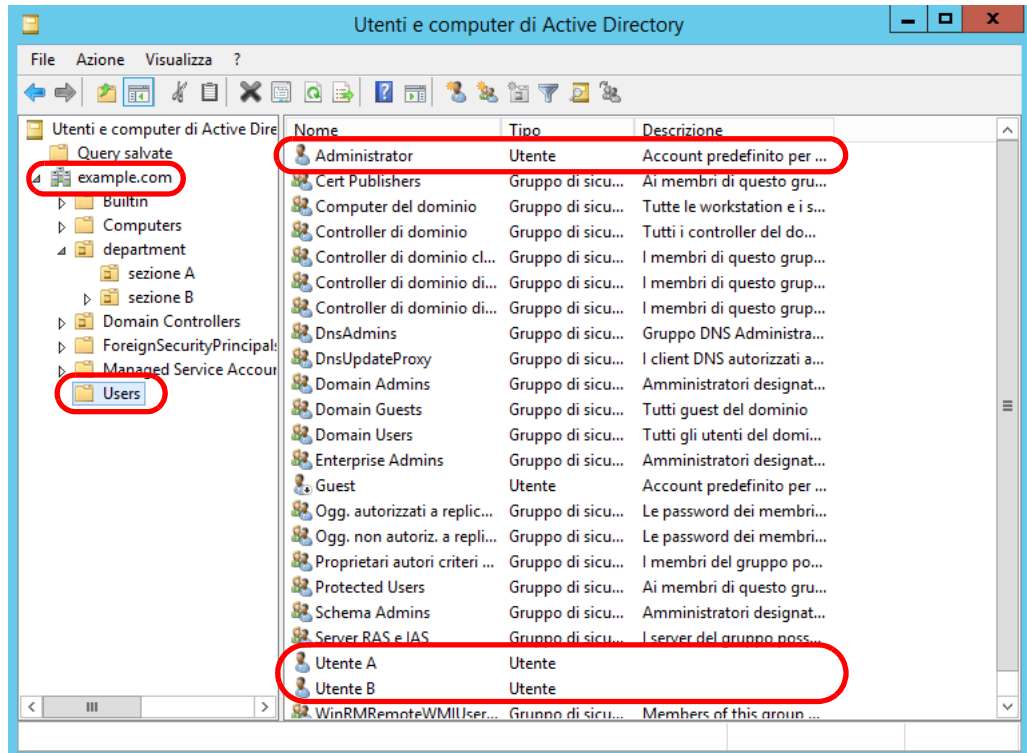 Utenti e computer di Active Directory
File Azione Visualizza ?
Utenti e computer di Active Dire
Query salvate
example.com
Builtin
Computers
department
sezione A
sezione B
Domain Controllers
ForeignSecurityPrincipals
Managed Service Accour
Users
Nome Tipo Descrizione
Administrator Utente Account predefinito per ...
Cert Publishers Gruppo di sicu... Ai membri di questo gru...
Computer del dominio Gruppo di sicu... Tutte le workstation e i s...
Controller di dominio Gruppo di sicu... Tutti i controller del do...
Controller di dominio cl... Gruppo di sicu... I membri di questo grup...
Controller di dominio di... Gruppo di sicu... I membri di questo grup...
Controller di dominio di... Gruppo di sicu... I membri di questo grup...
DnsAdmins Gruppo di sicu... Gruppo DNS Administra...
DnsUpdateProxy Gruppo di sicu... I client DNS autorizzati a...
Domain Admins Gruppo di sicu... Amministratori designat...
Domain Guests Gruppo di sicu... Tutti guest del dominio
Domain Users Gruppo di sicu... Tutti gli utenti del domi...
Enterprise Admins Gruppo di sicu... Amministratori designat...
Guest Utente Account predefinito per ...
Ogg. autorizzati a replic... Gruppo di sicu... Le password dei membri...
Ogg. non autoriz. a repli... Gruppo di sicu... Le password dei membri...
Proprietari autori criteri ... Gruppo di sicu... I membri del gruppo po...
Protected Users Gruppo di sicu... Ai membri di questo gru...
Schema Admins Gruppo di sicu... Amministratori designat...
Server RAS e IAS Gruppo di sicu... I server del gruppo poss...
Utente A Utente
Utente B Utente
WinRMRemoteWMIUser... Gruppo di sicu... Members of this group ...